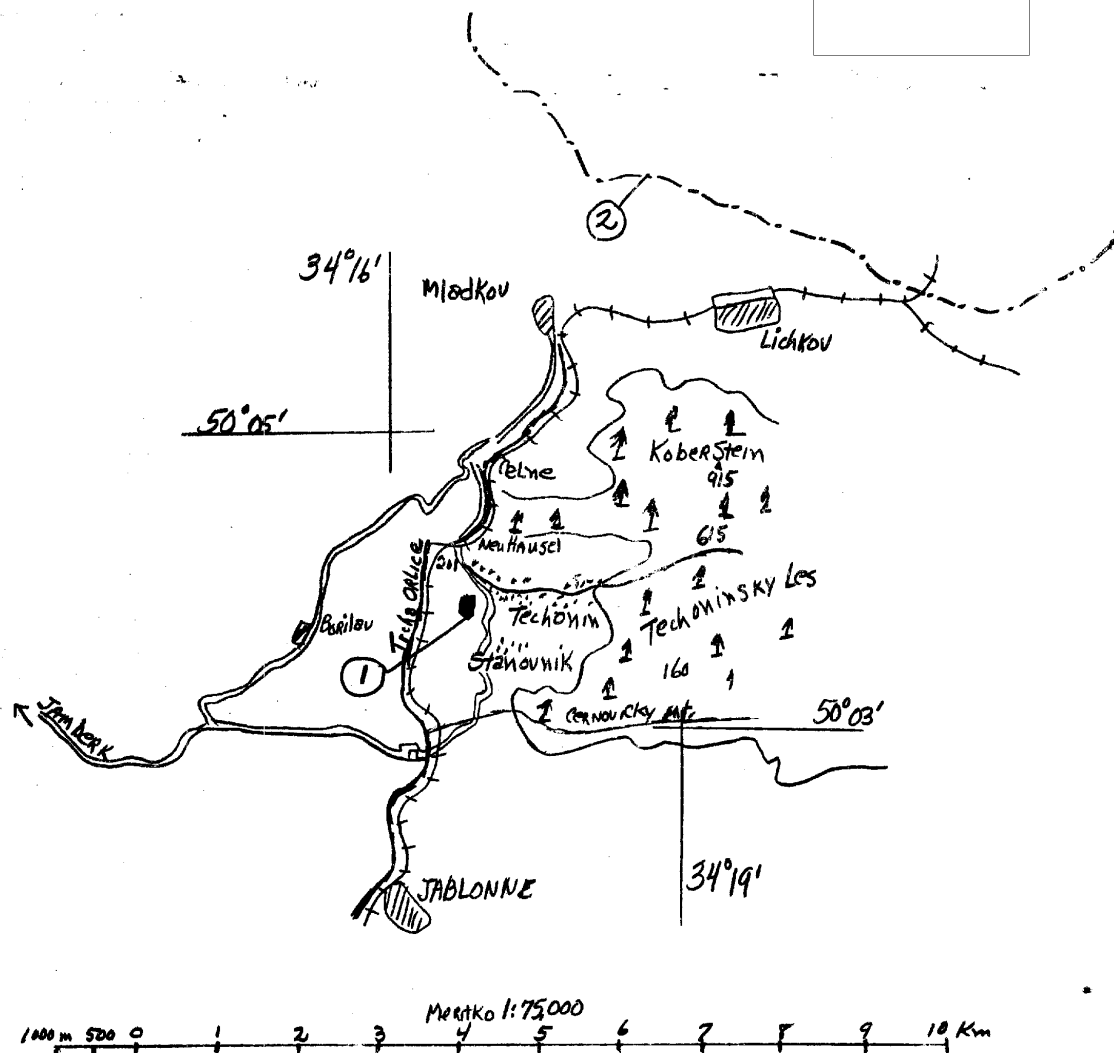 2
34°16'
Mladkov
Lichkov
50°05'
Koberstein
915
Celne
615
NeuHausel
201
Techoninsky Les
Techonin
Borilov
Stanovnik
1
160
JAMBERK
CERNOVICKY Mt.
50°03'
34°19'
JABLONNE
Meritko 1:75,000
1000 m 500 0 1 2 3 4 5 6 7 8 9 10 Km